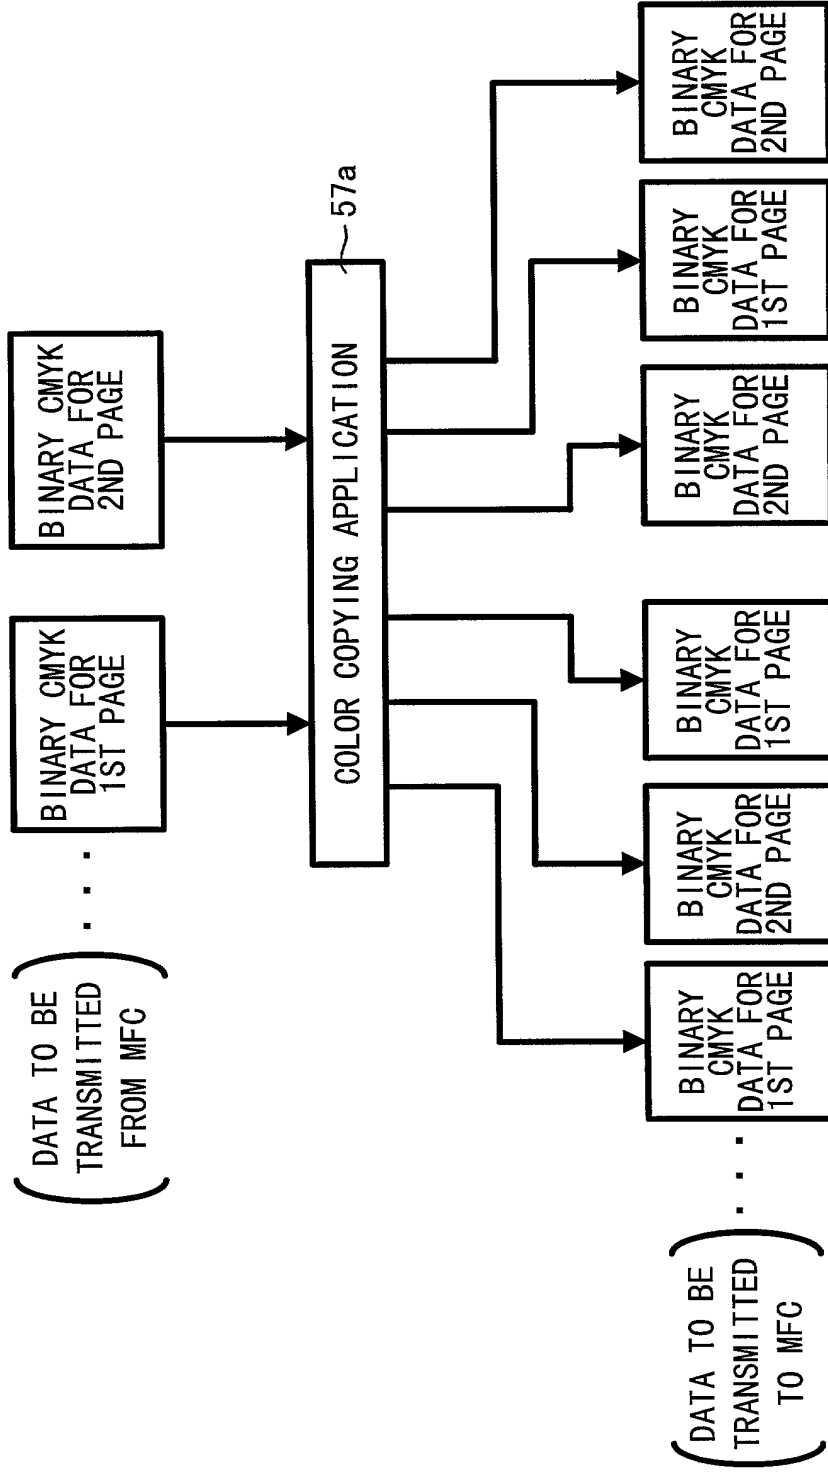 DATA TO BE
TRANSMITTED
FROM MFC
. . .
BINARY CMYK
DATA FOR
1ST PAGE
BINARY CMYK
DATA FOR
2ND PAGE
COLOR COPYING APPLICATION
57a
DATA TO BE
TRANSMITTED
TO MFC
. . .
BINARY
CMYK
DATA FOR
1ST PAGE
BINARY
CMYK
DATA FOR
2ND PAGE
BINARY
CMYK
DATA FOR
1ST PAGE
BINARY
CMYK
DATA FOR
2ND PAGE
BINARY
CMYK
DATA FOR
1ST PAGE
BINARY
CMYK
DATA FOR
2ND PAGE